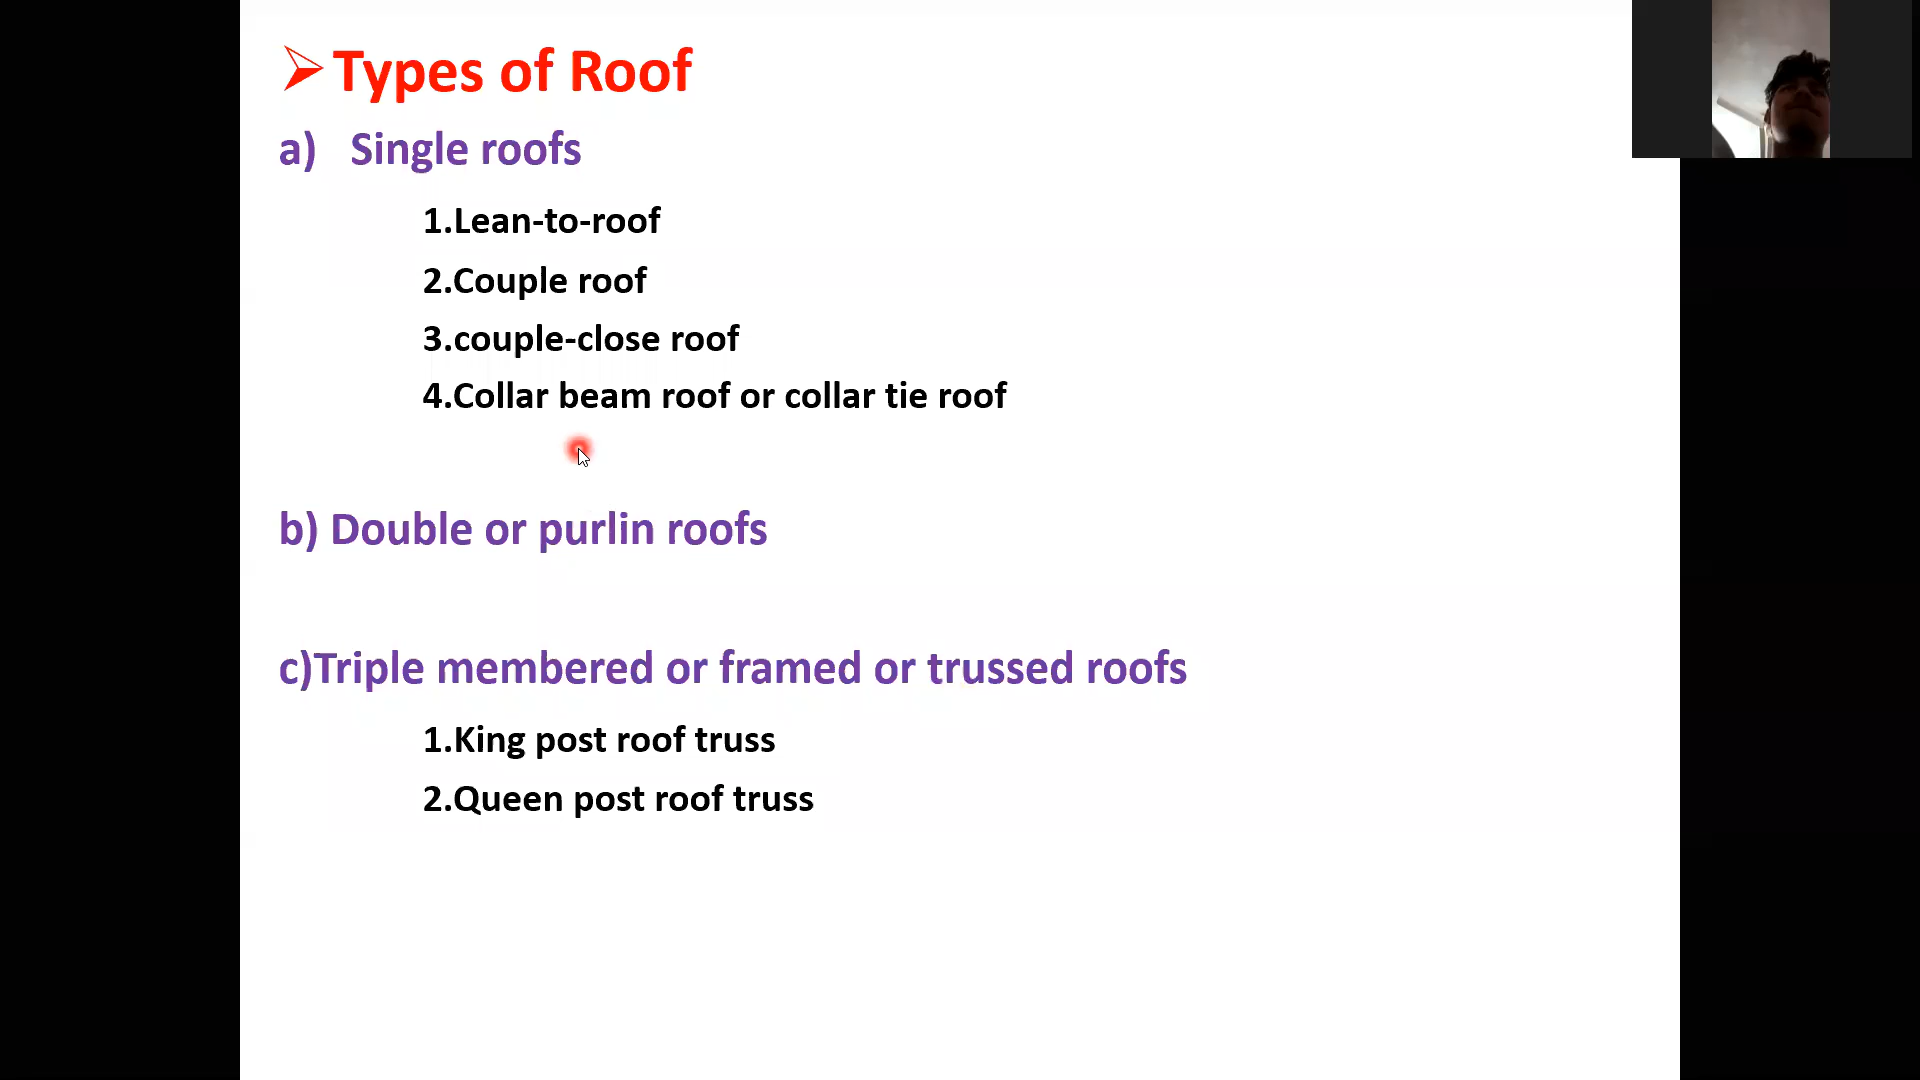 Types of Roof
a) Single roofs
1.Lean-to-roof
2.Couple roof
3.couple-close roof
4.Collar beam roof or collar tie roof
b) Double or purlin roofs
c)Triple membered or framed or trussed roofs
1.King post roof truss
2.Queen post roof truss